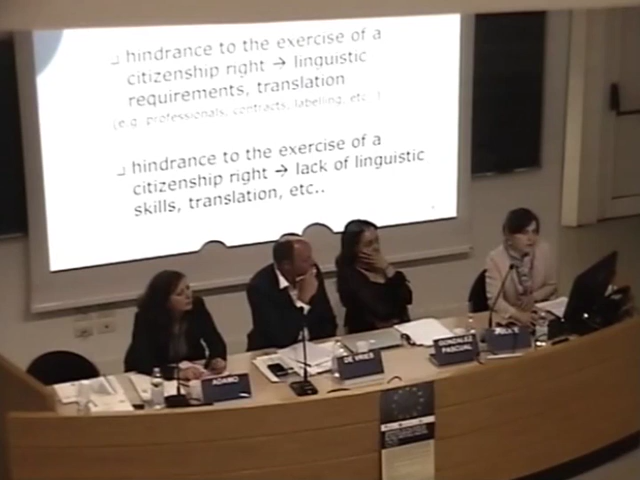 hindrance to the exercise of a
citizenship right → linguistic
requirements, translation
(e.g. professionals, contracts, labelling, etc..)
hindrance to the exercise of a
citizenship right → lack of linguistic
skills, translation, etc..
ADAMO
DE VRIES
GONZALEZ
PASCUAL